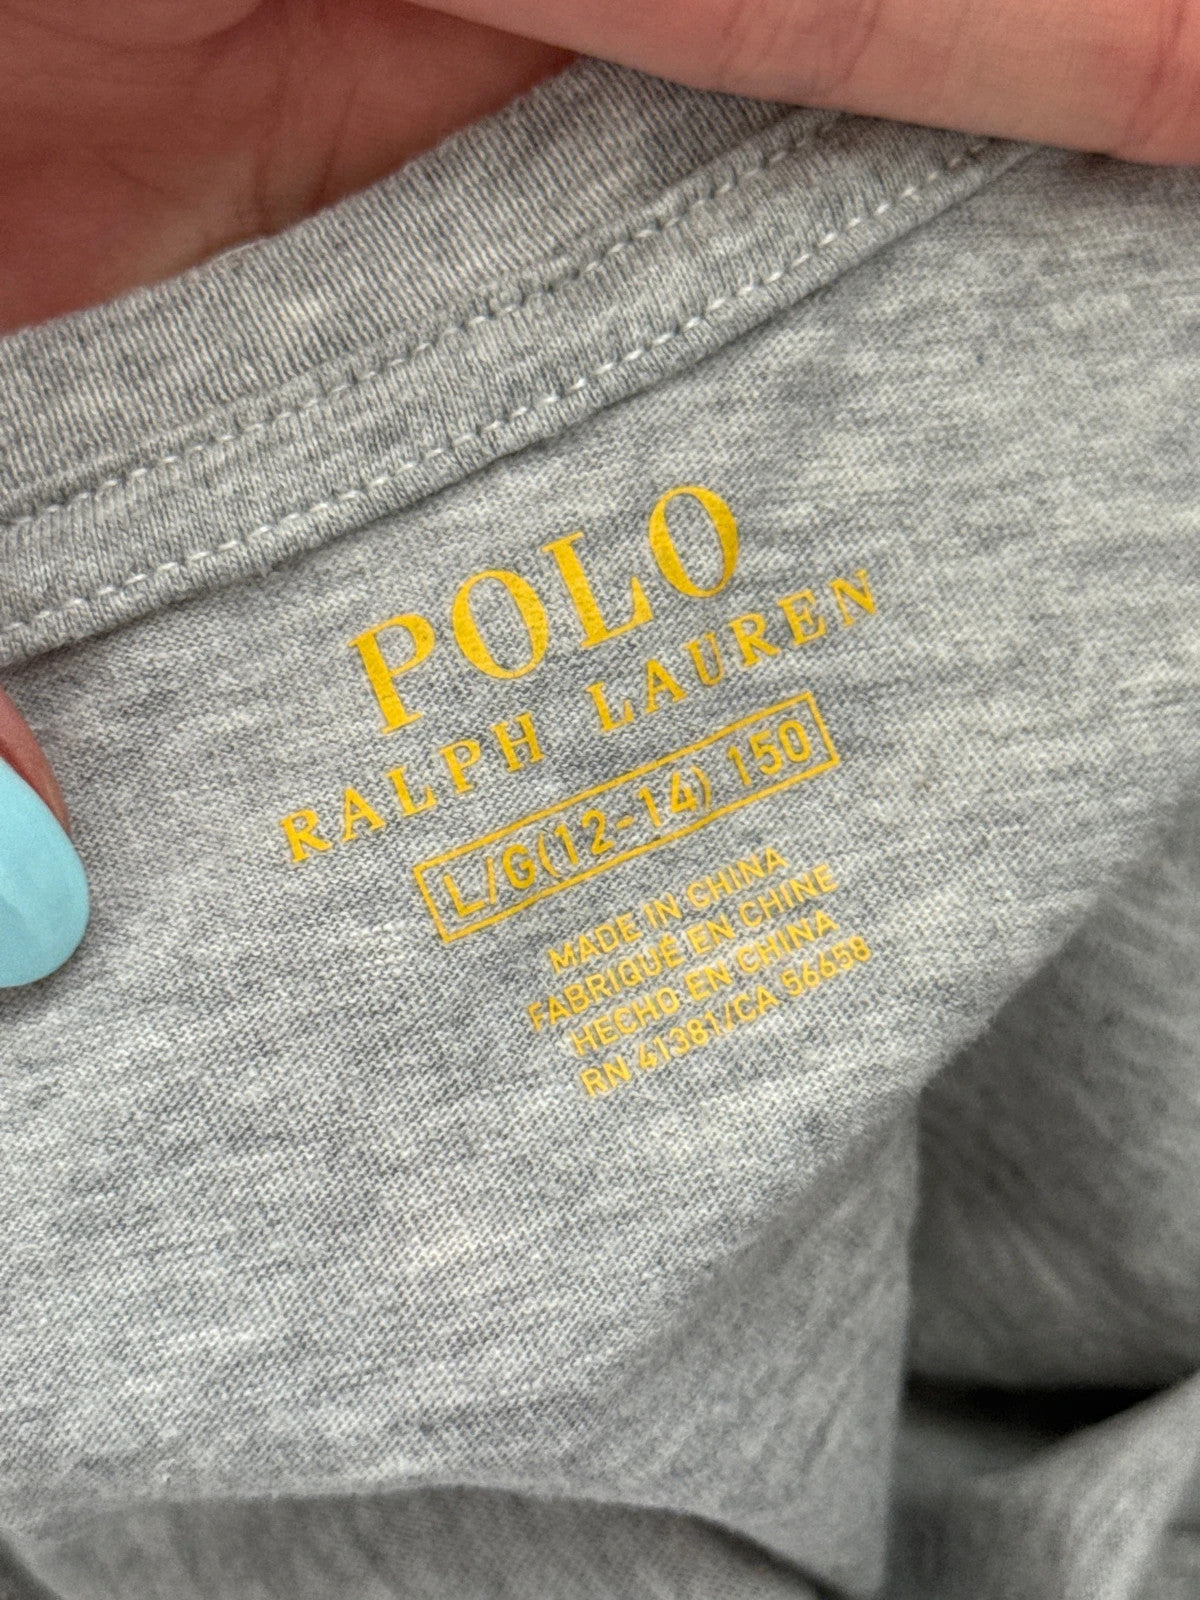 POLO
RALPH LAUREN
L/G(12-14) 150
MADE IN CHINA
FABRIQUÉ EN CHINE
HECHO EN CHINA
RN 41381/CA 56658